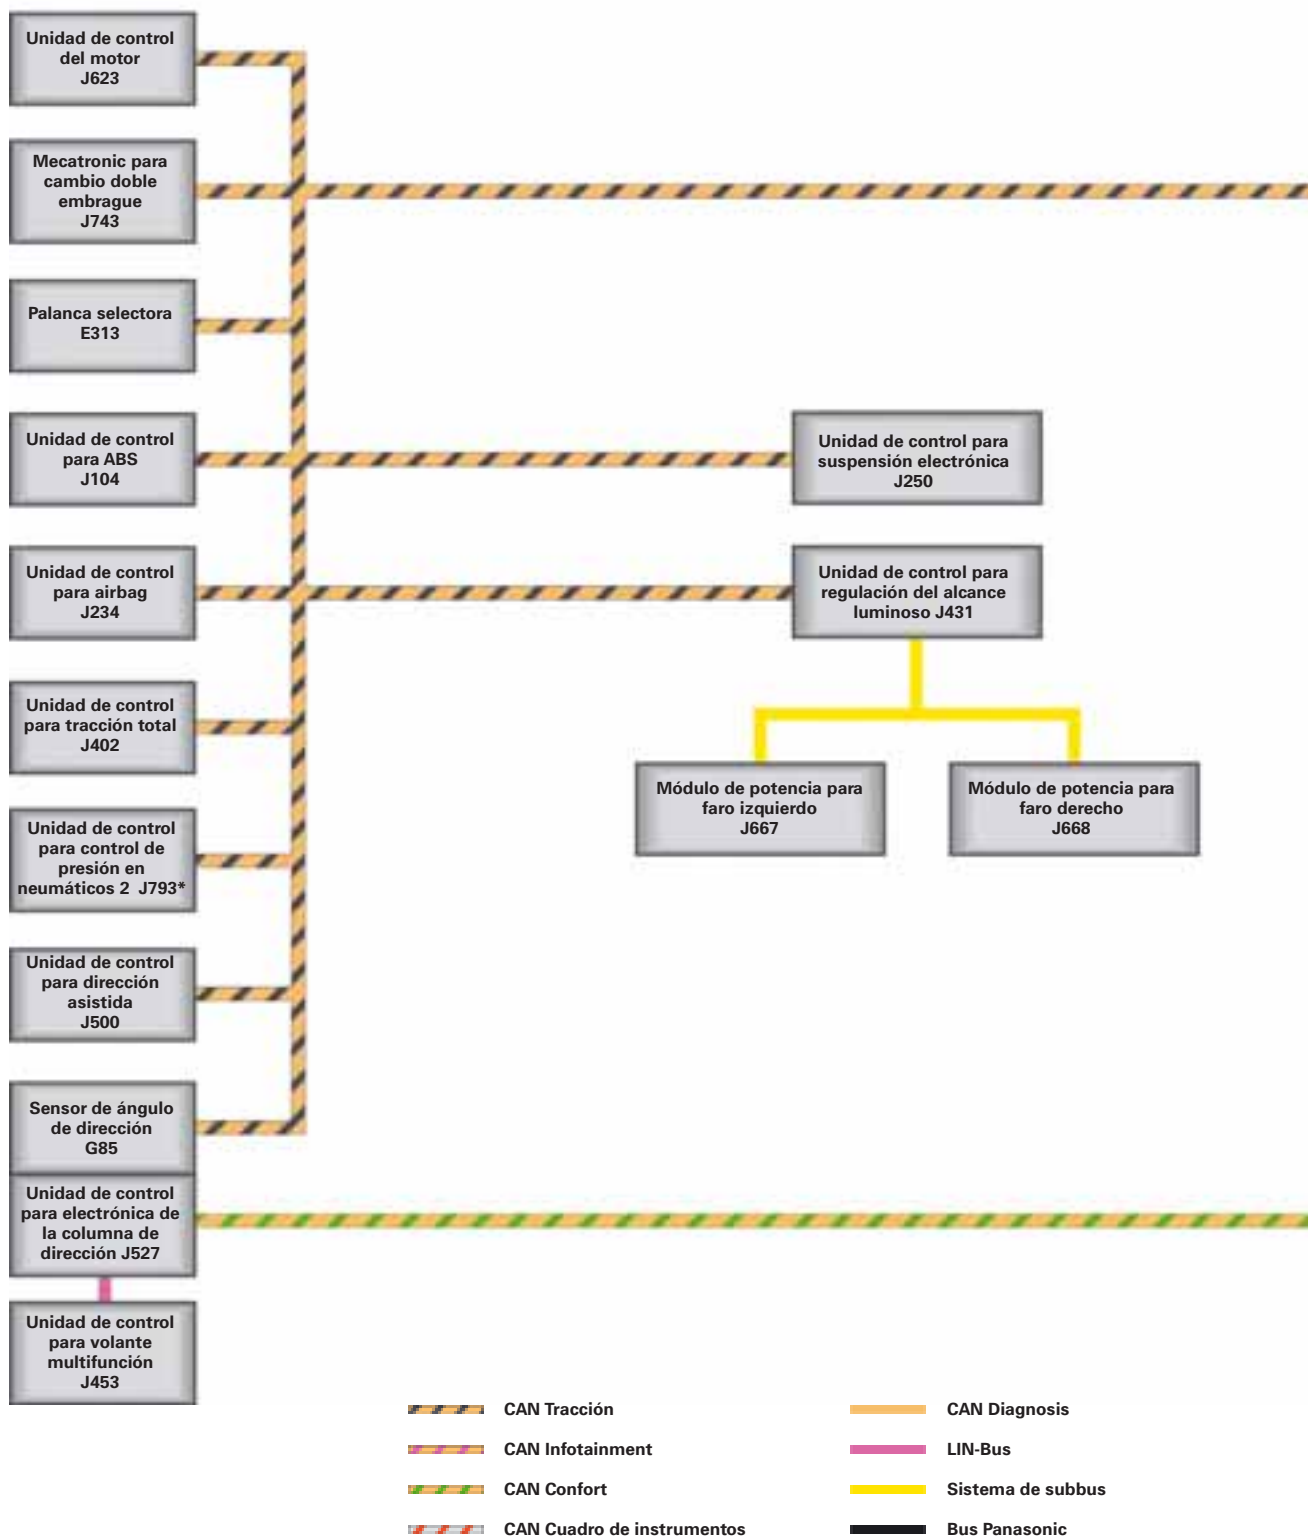 Unidad de control
del motor
J623
Mecatronic para
cambio doble
embrague
J743
Palanca selectora
E313
Unidad de control
para ABS
J104
Unidad de control para
suspensión electrónica
J250
Unidad de control
para airbag
J234
Unidad de control para
regulación del alcance
luminoso J431
Unidad de control
para tracción total
J402
Módulo de potencia para
faro izquierdo
J667
Módulo de potencia para
faro derecho
J668
Unidad de control
para control de
presión en
neumáticos 2 J793*
Unidad de control
para dirección
asistida
J500
Sensor de ángulo
de dirección
G85
Unidad de control
para electrónica de
la columna de
dirección J527
Unidad de control
para volante
multifunción
J453
CAN Tracción
CAN Infotainment
CAN Confort
CAN Cuadro de instrumentos
CAN Diagnosis
LIN-Bus
Sistema de subbus
Bus Panasonic